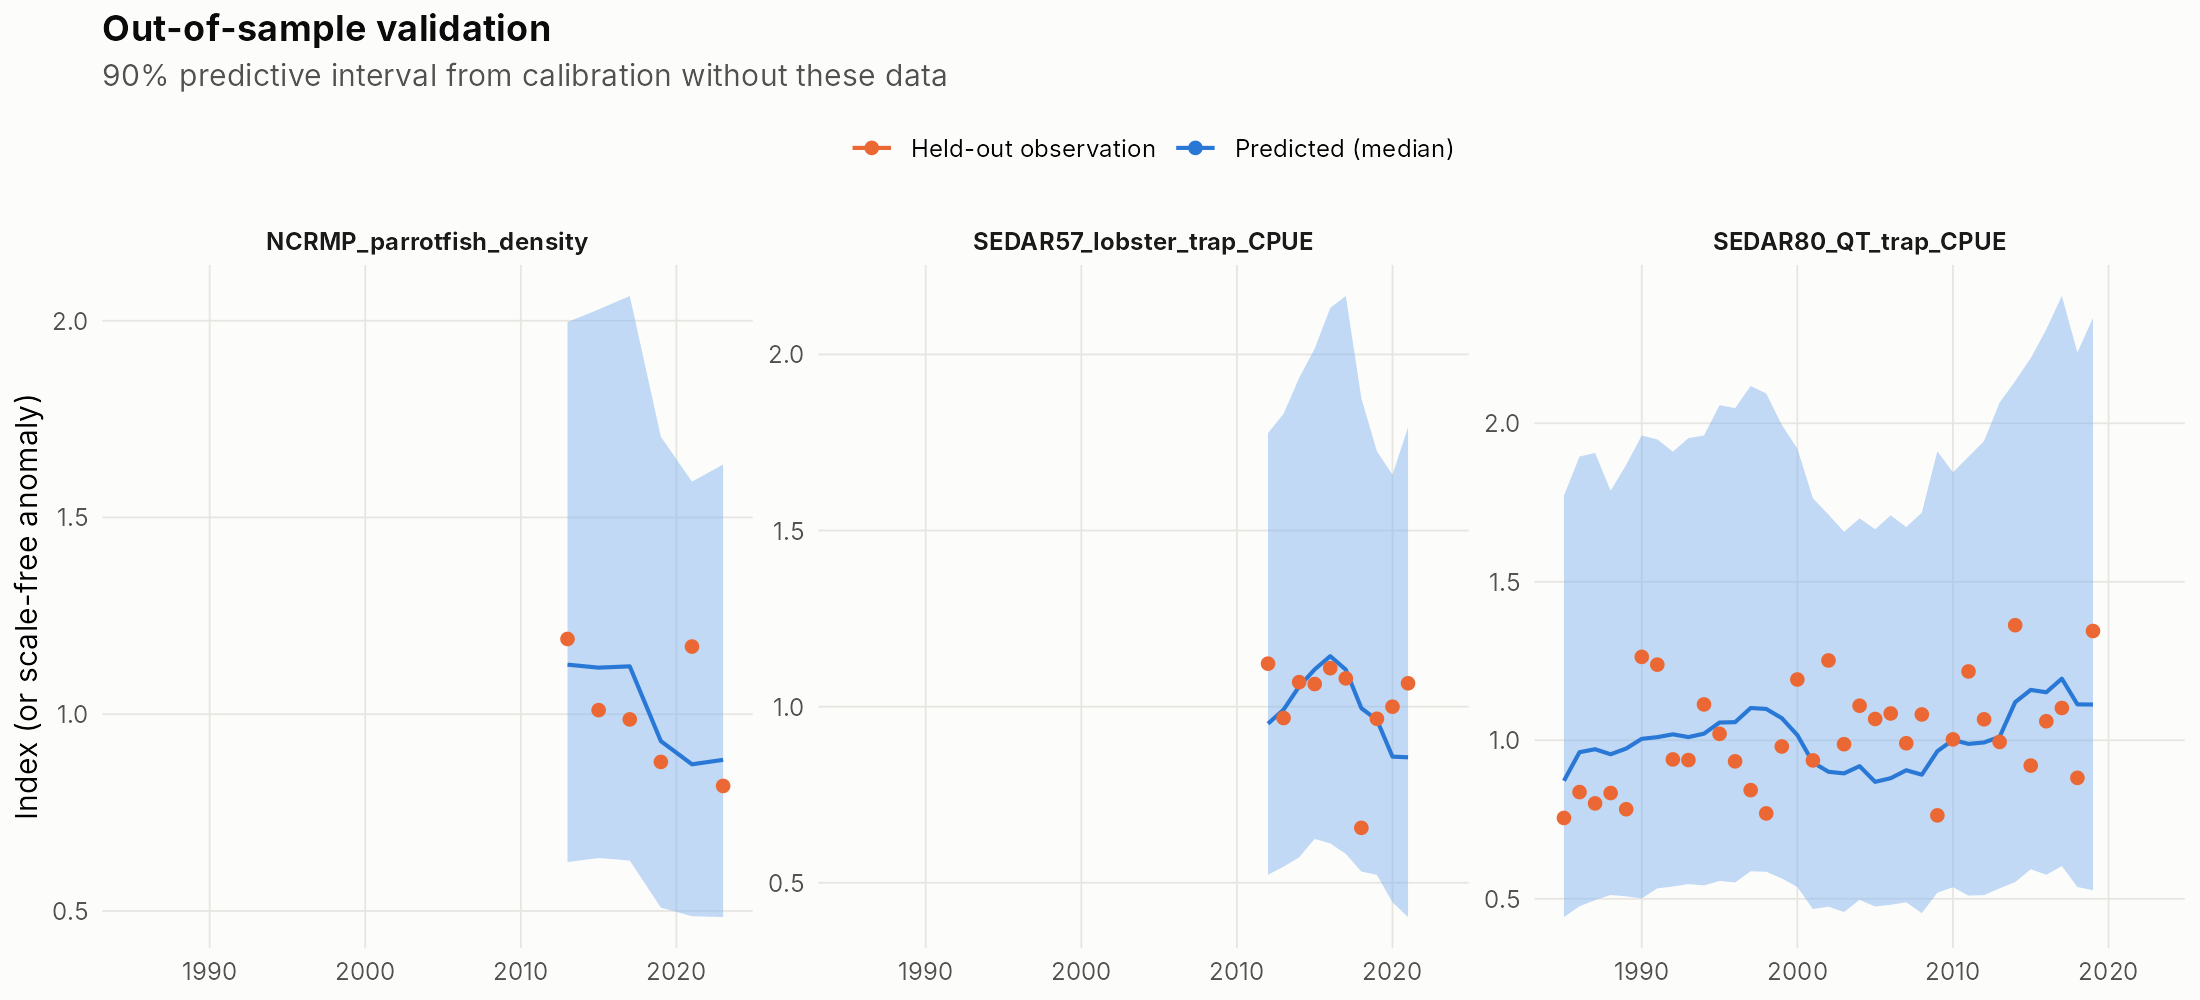 Out-of-sample validation
90% predictive interval from calibration without these data
Held-out observation Predicted (median)
NCRMP_parrotfish_density SEDAR57_lobster_trap_CPUE SEDAR80_QT_trap_CPUE
Index (or scale-free anomaly)
2.0
1.5
1.0
0.5
2.0
1.5
1.0
0.5
2.0
1.5
1.0
0.5
1990 2000 2010 2020 1990 2000 2010 2020 1990 2000 2010 2020